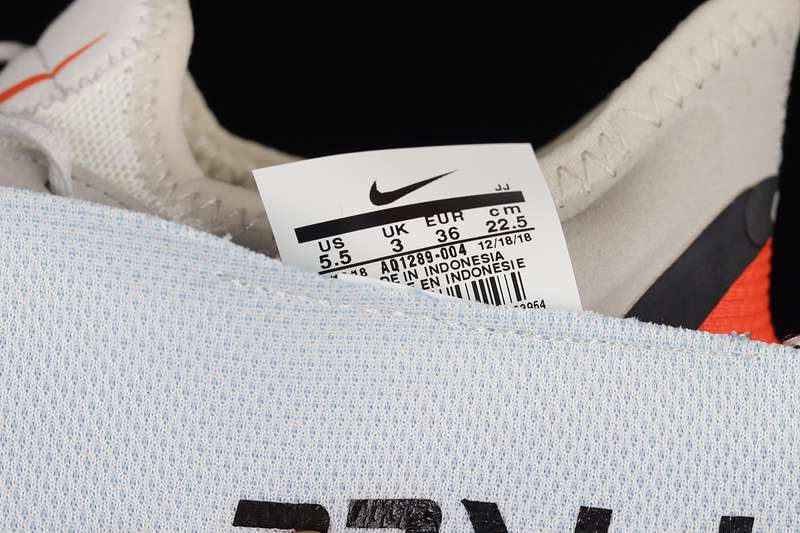 JJ
US UK EUR cm
5.5 3 36 22.5
AQ1289-004 12/18/18
DE IN INDONESIA
EN INDONESIE